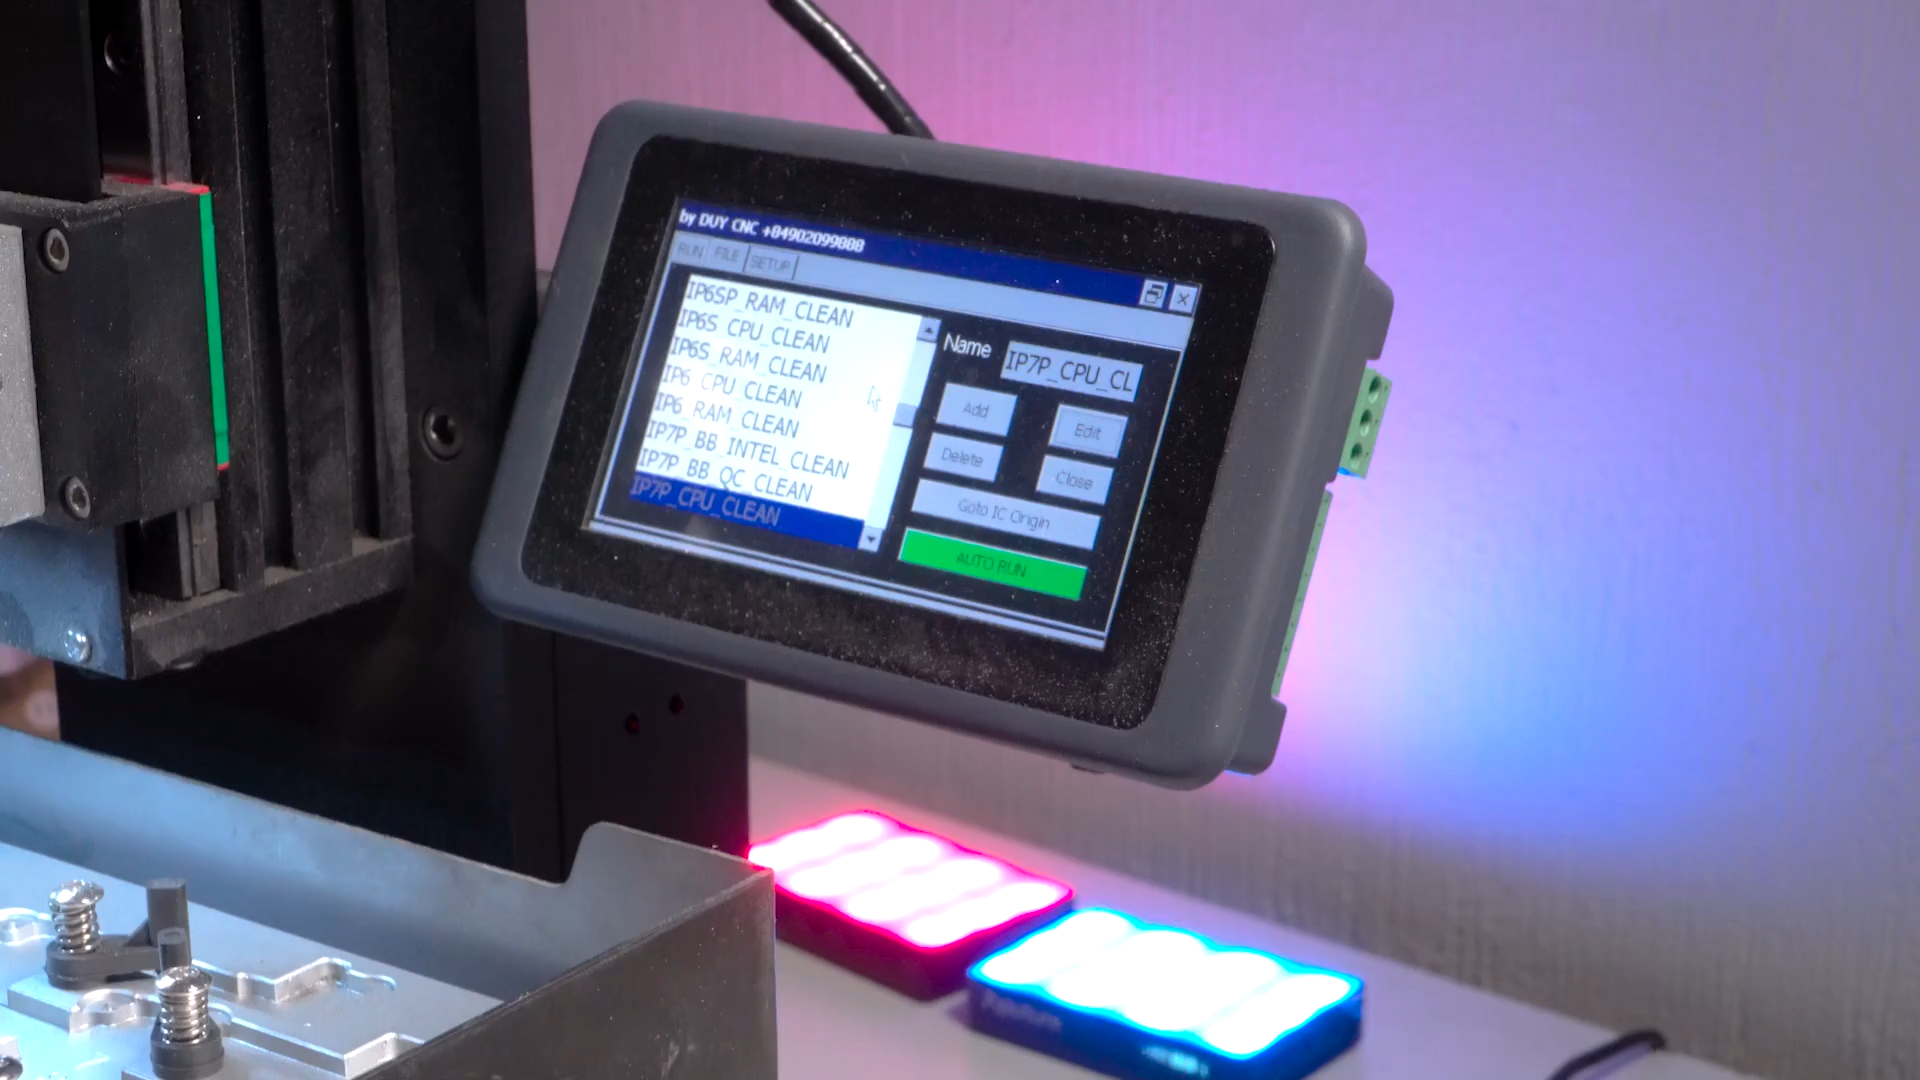 by DUY CNC +84902099888
RUN FILE SETUP
IP6SP_RAM_CLEAN
IP6S_CPU_CLEAN
IP6S_RAM_CLEAN
IP6_CPU_CLEAN
IP6_RAM_CLEAN
IP7P_BB_INTEL_CLEAN
IP7P_BB_QC_CLEAN
IP7P_CPU_CLEAN
Name IP7P_CPU_CL
Add Edit
Delete Close
Goto IC Origin
AUTO RUN